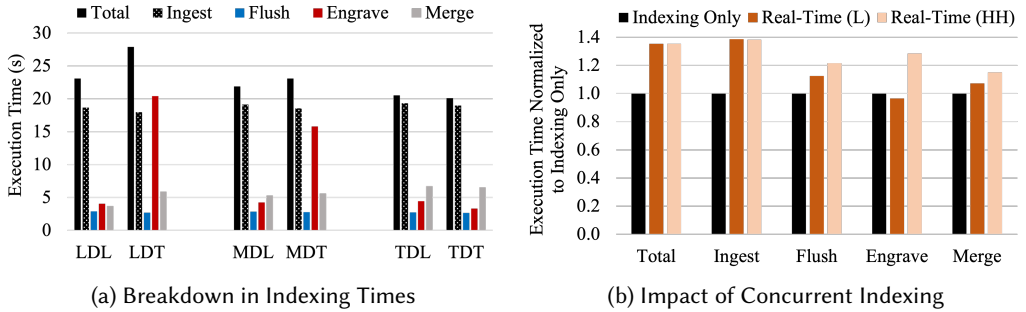 Total Ingest Flush Engrave Merge
Execution Time (s)
30
25
20
15
10
5
0
LDL LDT MDL MDT TDL TDT
(a) Breakdown in Indexing Times
Indexing Only Real-Time (L) Real-Time (HH)
Execution Time Normalized
to Indexing Only
1.4
1.2
1.0
0.8
0.6
0.4
0.2
0.0
Total Ingest Flush Engrave Merge
(b) Impact of Concurrent Indexing